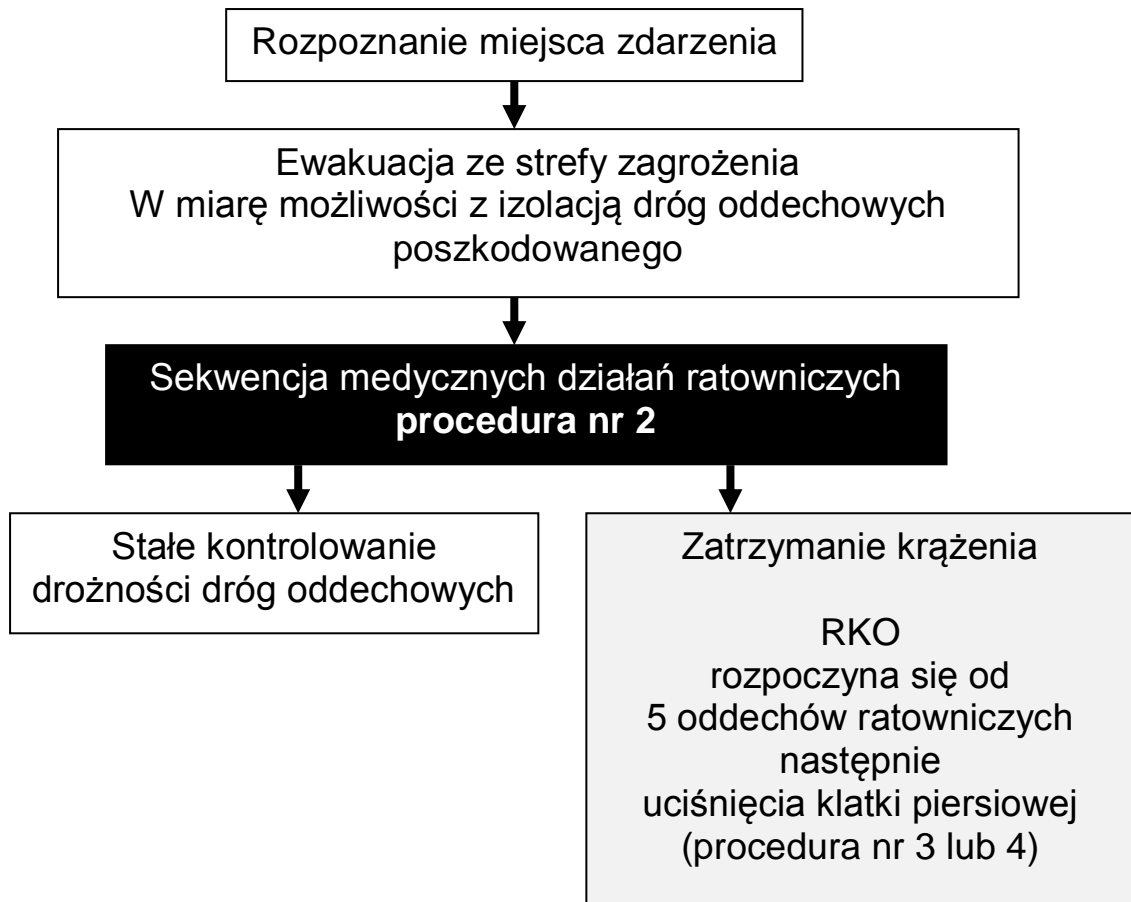 Rozpoznanie miejsca zdarzenia
Ewakuacja ze strefy zagrożenia
W miarę możliwości z izolacją dróg oddechowych
poszkodowanego
Sekwencja medycznych działań ratowniczych
procedura nr 2
Stałe kontrolowanie
drożności dróg oddechowych
Zatrzymanie krążenia
RKO
rozpoczyna się od
5 oddechów ratowniczych
następnie
uciśnięcia klatki piersiowej
(procedura nr 3 lub 4)